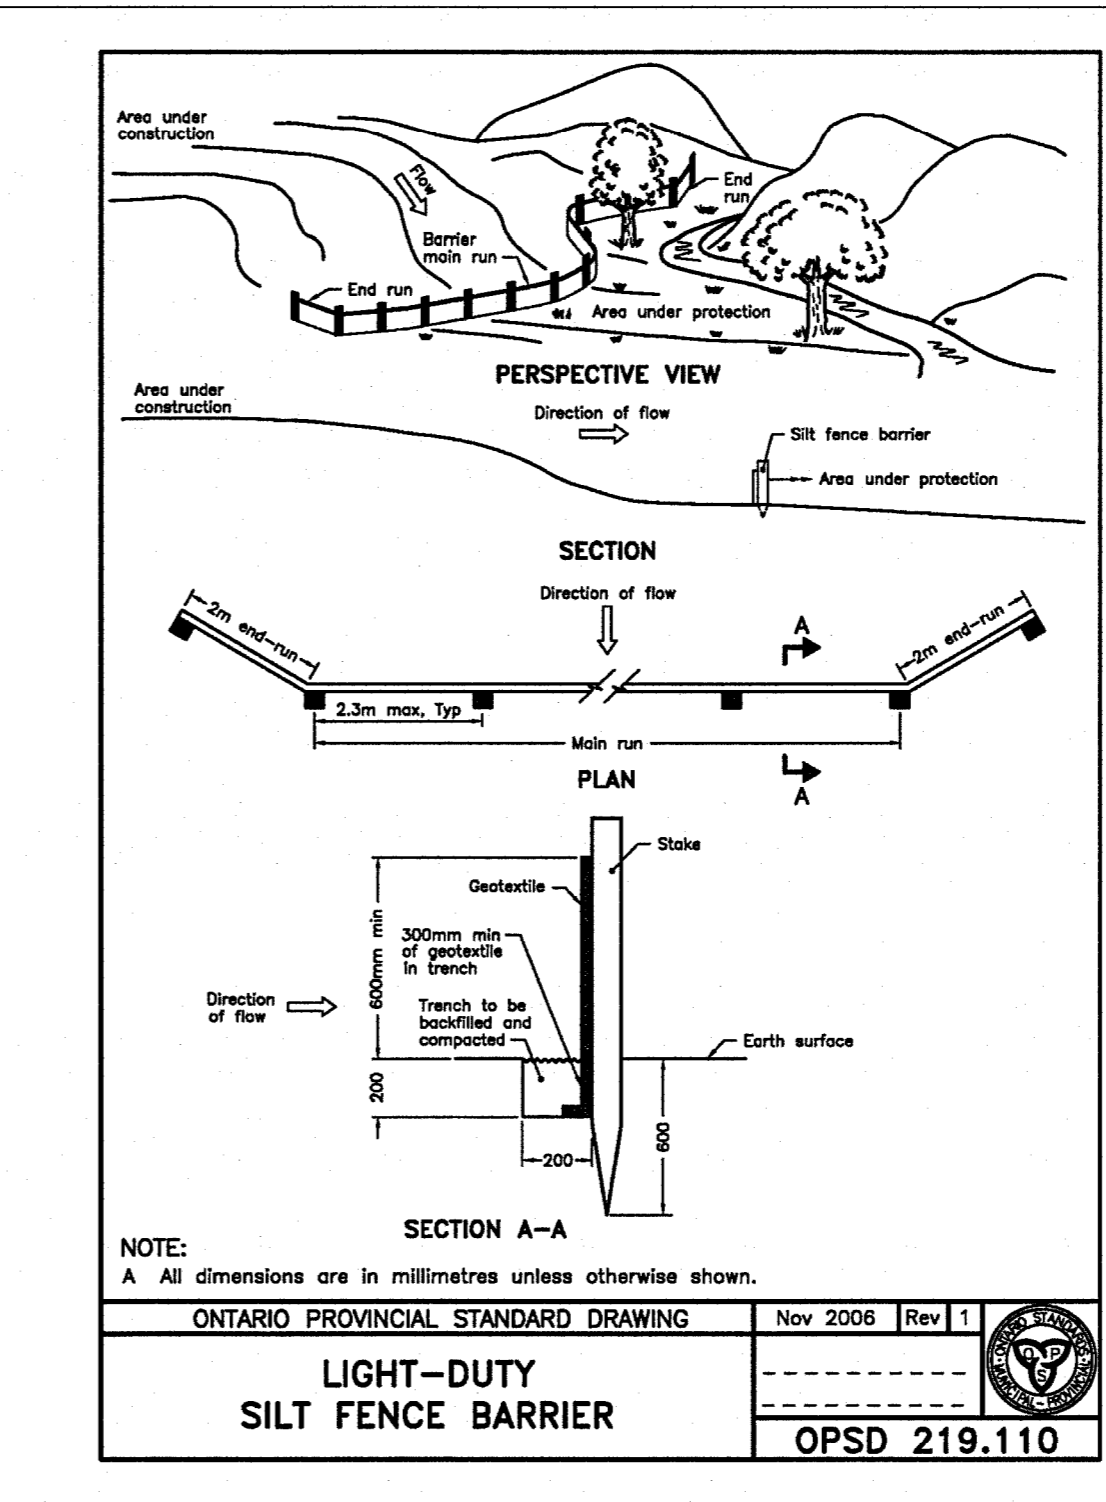 Area under
construction
Flow
End
run
Barrier
main run
End run
Area under protection
PERSPECTIVE VIEW
Area under
construction
Direction of flow
Silt fence barrier
Area under protection
SECTION
Direction of flow
2m end-run
A
2m end-run
2.3m max, Typ
Main run
PLAN
A
Stake
Geotextile
600mm min
300mm min
of geotextile
in trench
Direction
of flow
Trench to be
backfilled and
compacted
Earth surface
200
600
200
SECTION A-A
NOTE:
A All dimensions are in millimetres unless otherwise shown.
ONTARIO PROVINCIAL STANDARD DRAWING
Nov 2006 Rev 1
LIGHT-DUTY
SILT FENCE BARRIER
ONTARIO STANDARDS
MUNICIPAL-PROVINCIAL
O P
S
OPSD 219.110